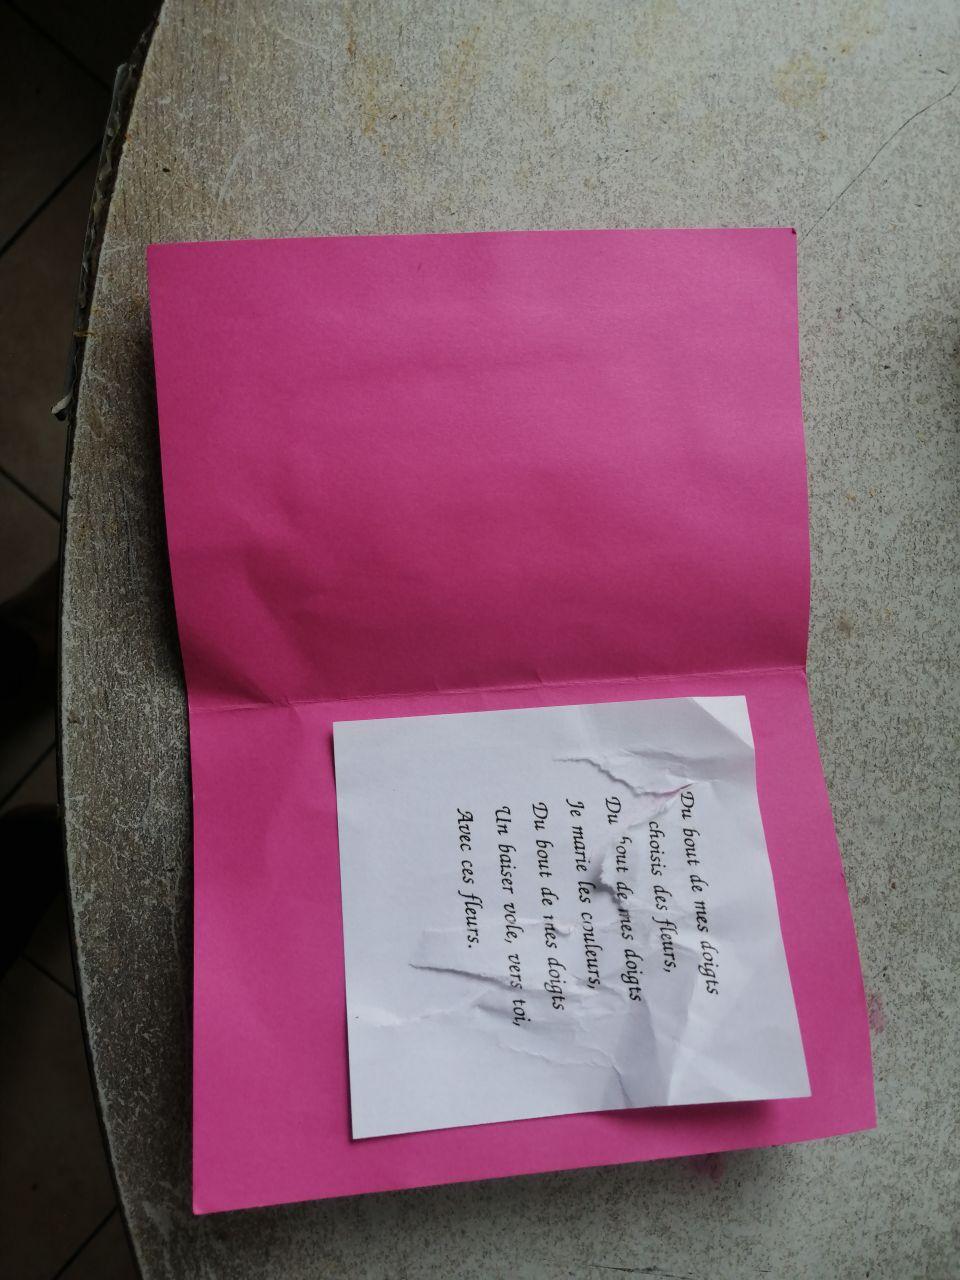 Du bout de mes doigts
choisis des fleurs,
Du bout de mes doigts
Je marie les couleurs,
Du bout de mes doigts
Un baiser vole, vers toi,
Avec ces fleurs.